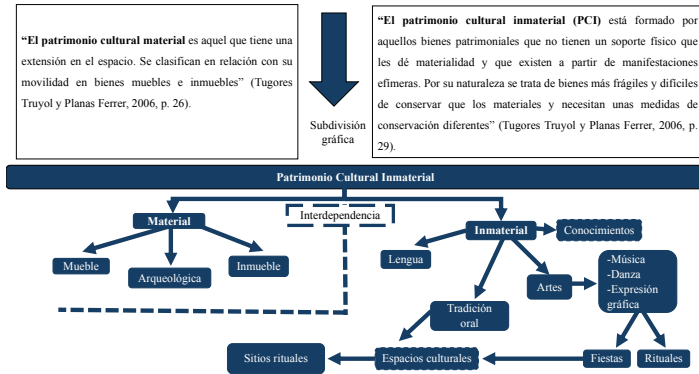 “El patrimonio cultural material es aquel que tiene una
extensión en el espacio. Se clasifican en relación con su
movilidad en bienes muebles e inmuebles” (Tugores
Truyol y Planas Ferrer, 2006, p. 26).
Subdivisión
gráfica
“El patrimonio cultural inmaterial (PCI) está formado por
aquellos bienes patrimoniales que no tienen un soporte físico que
les dé materialidad y que existen a partir de manifestaciones
efímeras. Por su naturaleza se trata de bienes más frágiles y difíciles
de conservar que los materiales y necesitan unas medidas de
conservación diferentes” (Tugores Truyol y Planas Ferrer, 2006, p.
29).
Patrimonio Cultural Inmaterial
Material
Interdependencia
Inmaterial
Conocimientos
Mueble
Arqueológica
Inmueble
Lengua
Artes
-Música
-Danza
-Expresión
gráfica
Tradición
oral
Sitios rituales
Espacios culturales
Fiestas
Rituales